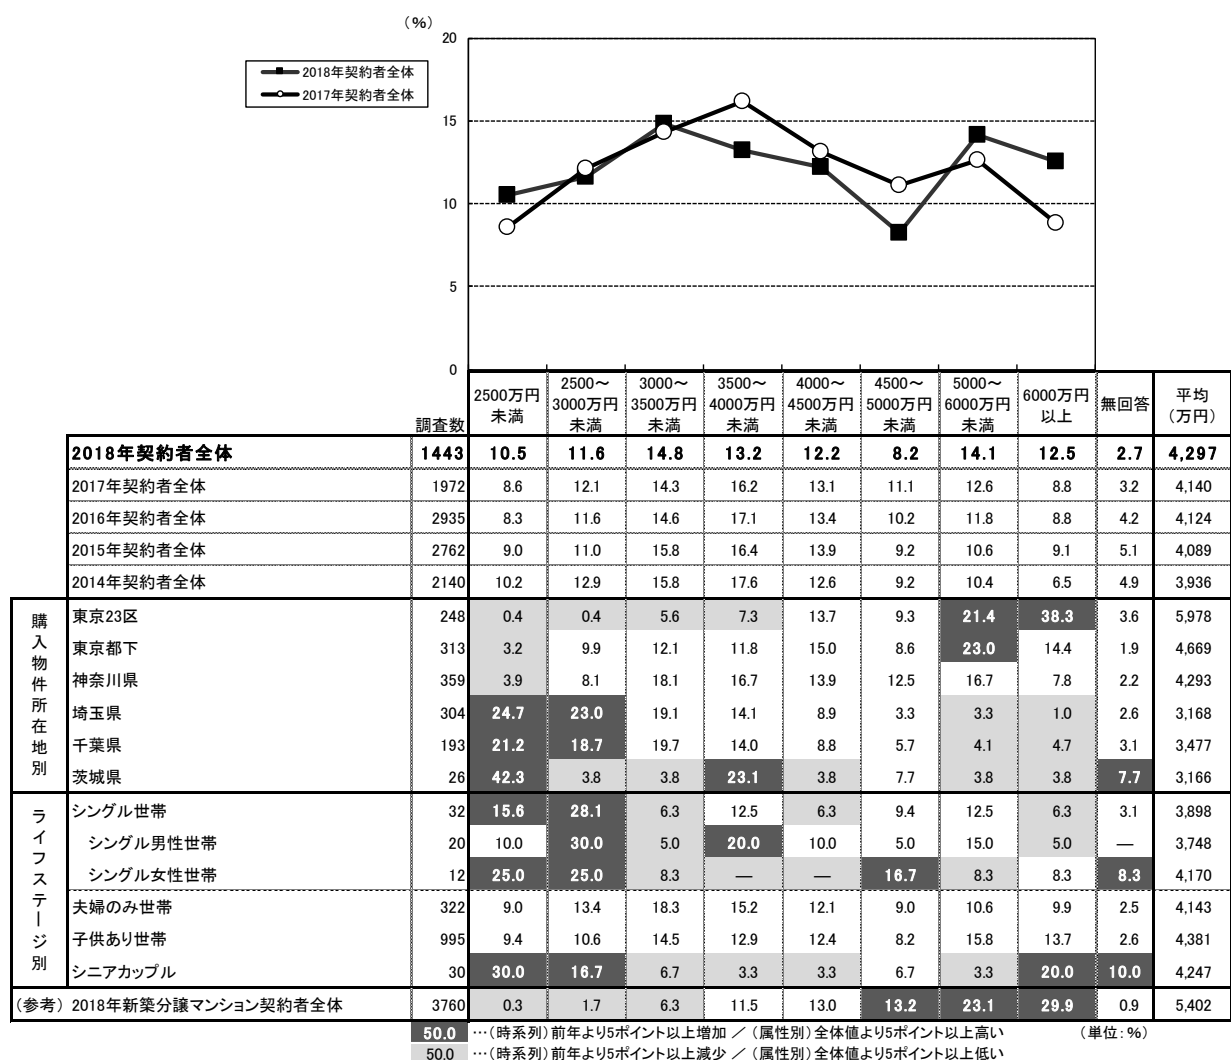 （%）
20
15
10
5
0
2018年契約者全体
2017年契約者全体
調査数 2500万円未満 2500～3000万円未満 3000～3500万円未満 3500～4000万円未満 4000～4500万円未満 4500～5000万円未満 5000～6000万円未満 6000万円以上 無回答 平均（万円）
2018年契約者全体 1443 10.5 11.6 14.8 13.2 12.2 8.2 14.1 12.5 2.7 4,297
2017年契約者全体 1972 8.6 12.1 14.3 16.2 13.1 11.1 12.6 8.8 3.2 4,140
2016年契約者全体 2935 8.3 11.6 14.6 17.1 13.4 10.2 11.8 8.8 4.2 4,124
2015年契約者全体 2762 9.0 11.0 15.8 16.4 13.9 9.2 10.6 9.1 5.1 4,089
2014年契約者全体 2140 10.2 12.9 15.8 17.6 12.6 9.2 10.4 6.5 4.9 3,936
購入物件所在地別
東京23区 248 0.4 0.4 5.6 7.3 13.7 9.3 21.4 38.3 3.6 5,978
東京都下 313 3.2 9.9 12.1 11.8 15.0 8.6 23.0 14.4 1.9 4,669
神奈川県 359 3.9 8.1 18.1 16.7 13.9 12.5 16.7 7.8 2.2 4,293
埼玉県 304 24.7 23.0 19.1 14.1 8.9 3.3 3.3 1.0 2.6 3,168
千葉県 193 21.2 18.7 19.7 14.0 8.8 5.7 4.1 4.7 3.1 3,477
茨城県 26 42.3 3.8 3.8 23.1 3.8 7.7 3.8 3.8 7.7 3,166
ライフステージ別
シングル世帯 32 15.6 28.1 6.3 12.5 6.3 9.4 12.5 6.3 3.1 3,898
シングル男性世帯 20 10.0 30.0 5.0 20.0 10.0 5.0 15.0 5.0 — 3,748
シングル女性世帯 12 25.0 25.0 8.3 — — 16.7 8.3 8.3 8.3 4,170
夫婦のみ世帯 322 9.0 13.4 18.3 15.2 12.1 9.0 10.6 9.9 2.5 4,143
子供あり世帯 995 9.4 10.6 14.5 12.9 12.4 8.2 15.8 13.7 2.6 4,381
シニアカップル 30 30.0 16.7 6.7 3.3 3.3 6.7 3.3 20.0 10.0 4,247
（参考）2018年新築分譲マンション契約者全体 3760 0.3 1.7 6.3 11.5 13.0 13.2 23.1 29.9 0.9 5,402
50.0 …（時系列）前年より5ポイント以上増加 ／（属性別）全体値より5ポイント以上高い （単位：%）
50.0 …（時系列）前年より5ポイント以上減少 ／（属性別）全体値より5ポイント以上低い